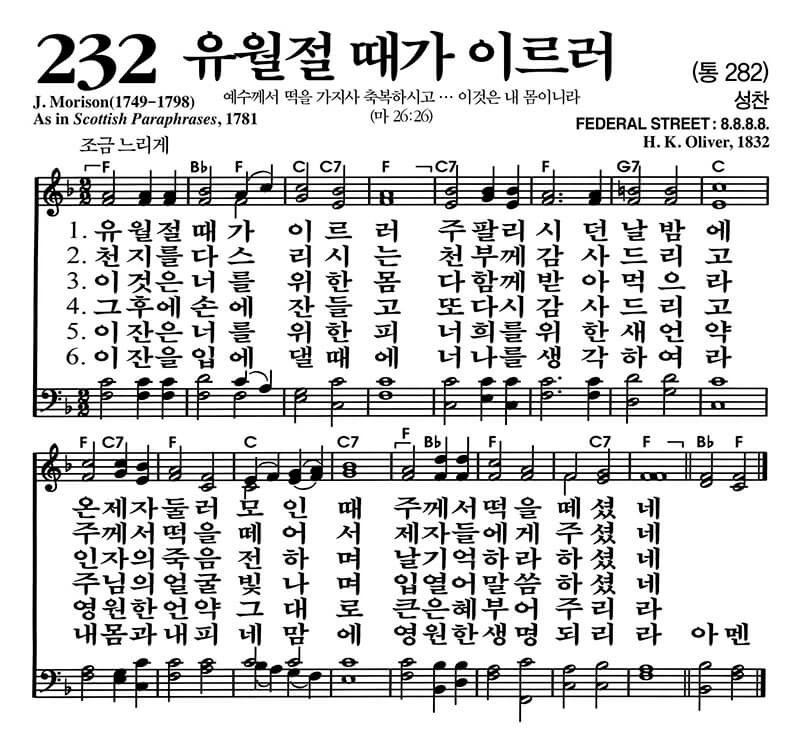 232 유월절 때가 이르러 (통 282)
J. Morison(1749–1798) 예수께서 떡을 가지사 축복하시고 … 이것은 내 몸이니라 성찬
As in Scottish Paraphrases, 1781 (마 26:26) FEDERAL STREET : 8.8.8.8.
조금 느리게 H. K. Oliver, 1832
F B♭ F C C7 F C7 F G7 C
1. 유월절 때가 이르러 주팔리시던날밤에
2. 천지를 다스리시는 천부께감사드리고
3. 이것은 너를 위한 몸 다함께받아먹으라
4. 그후에 손에 잔들고 또다시감사드리고
5. 이잔은 너를 위한 피 너희를위한새언약
6. 이잔을 입에 댈때에 너나를생각하여라
F C7 F C C7 F B♭ F C7 F B♭ F
온제자둘러모인때 주께서떡을떼셨네
주께서떡을떼어서 제자들에게주셨네
인자의죽음전하며 날기억하라하셨네
주님의얼굴빛나며 입열어말씀하셨네
영원한언약그대로 큰은혜부어주리라
내몸과내피네맘에 영원한생명되리라 아멘